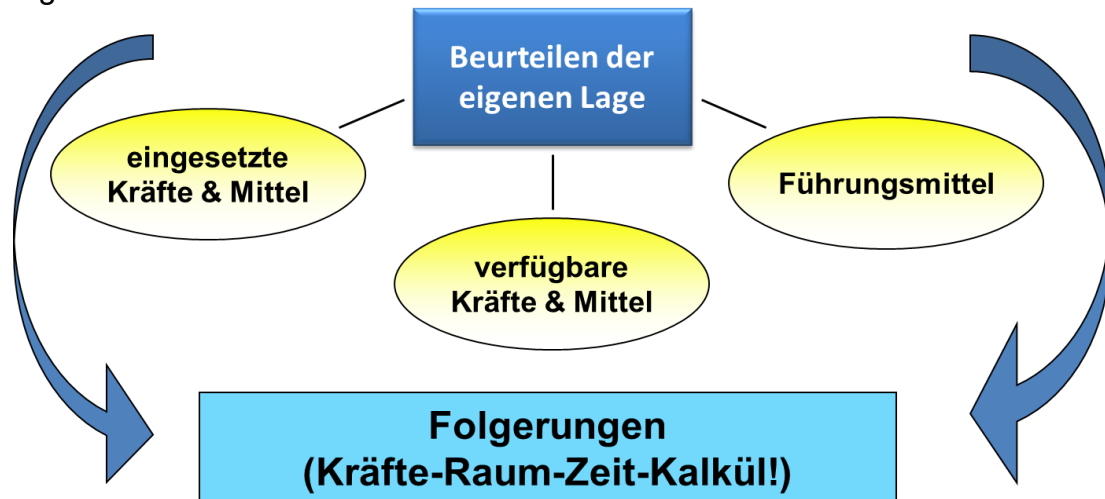 Beurteilen der
eigenen Lage
eingesetzte
Kräfte & Mittel
Führungsmittel
verfügbare
Kräfte & Mittel
Folgerungen
(Kräfte-Raum-Zeit-Kalkül!)